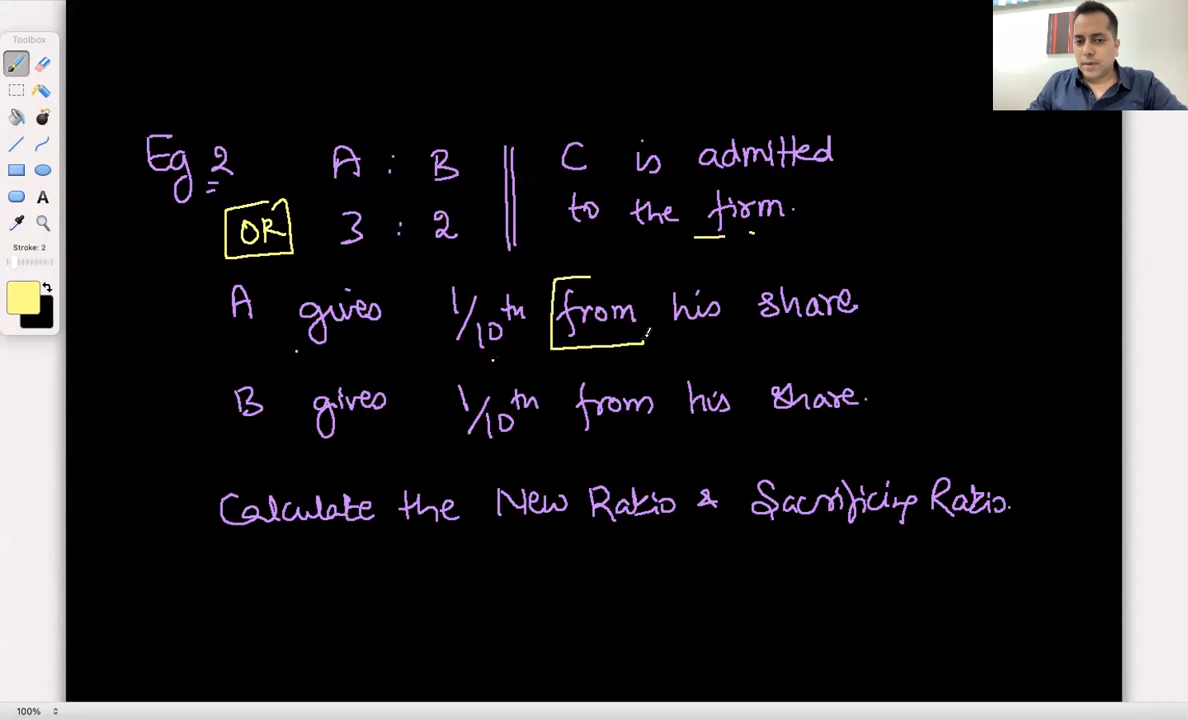 Toolbox
Eg 2 A : B C is admitted
OR 3 : 2 to the firm.
A gives 1/10th from his share
B gives 1/10th from his share.
Calculate the New Ratio & Sacrificing Ratio.
A
Stroke: 2
100%